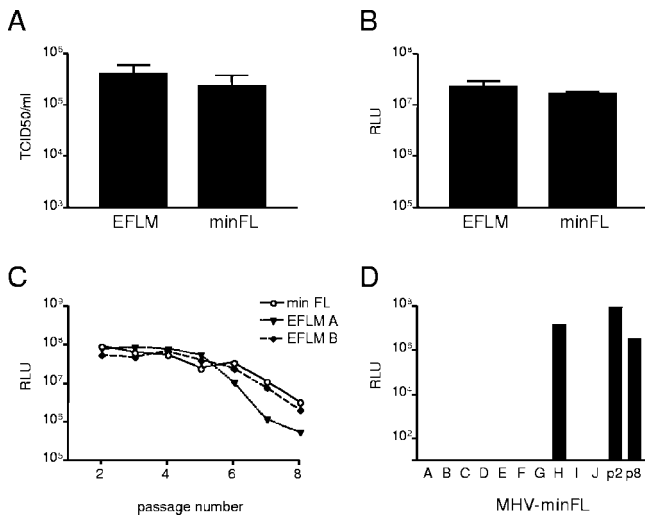 A
10⁶
10⁵
10⁴
10³
TCID50/ml
EFLM minFL
B
10⁸
10⁷
10⁶
10⁵
RLU
EFLM minFL
C
10⁹
10⁸
10⁷
10⁶
10⁵
RLU
min FL
EFLM A
EFLM B
2 4 6 8
passage number
D
10⁸
10⁶
10⁴
10²
RLU
A B C D E F G H I J p2 p8
MHV-minFL